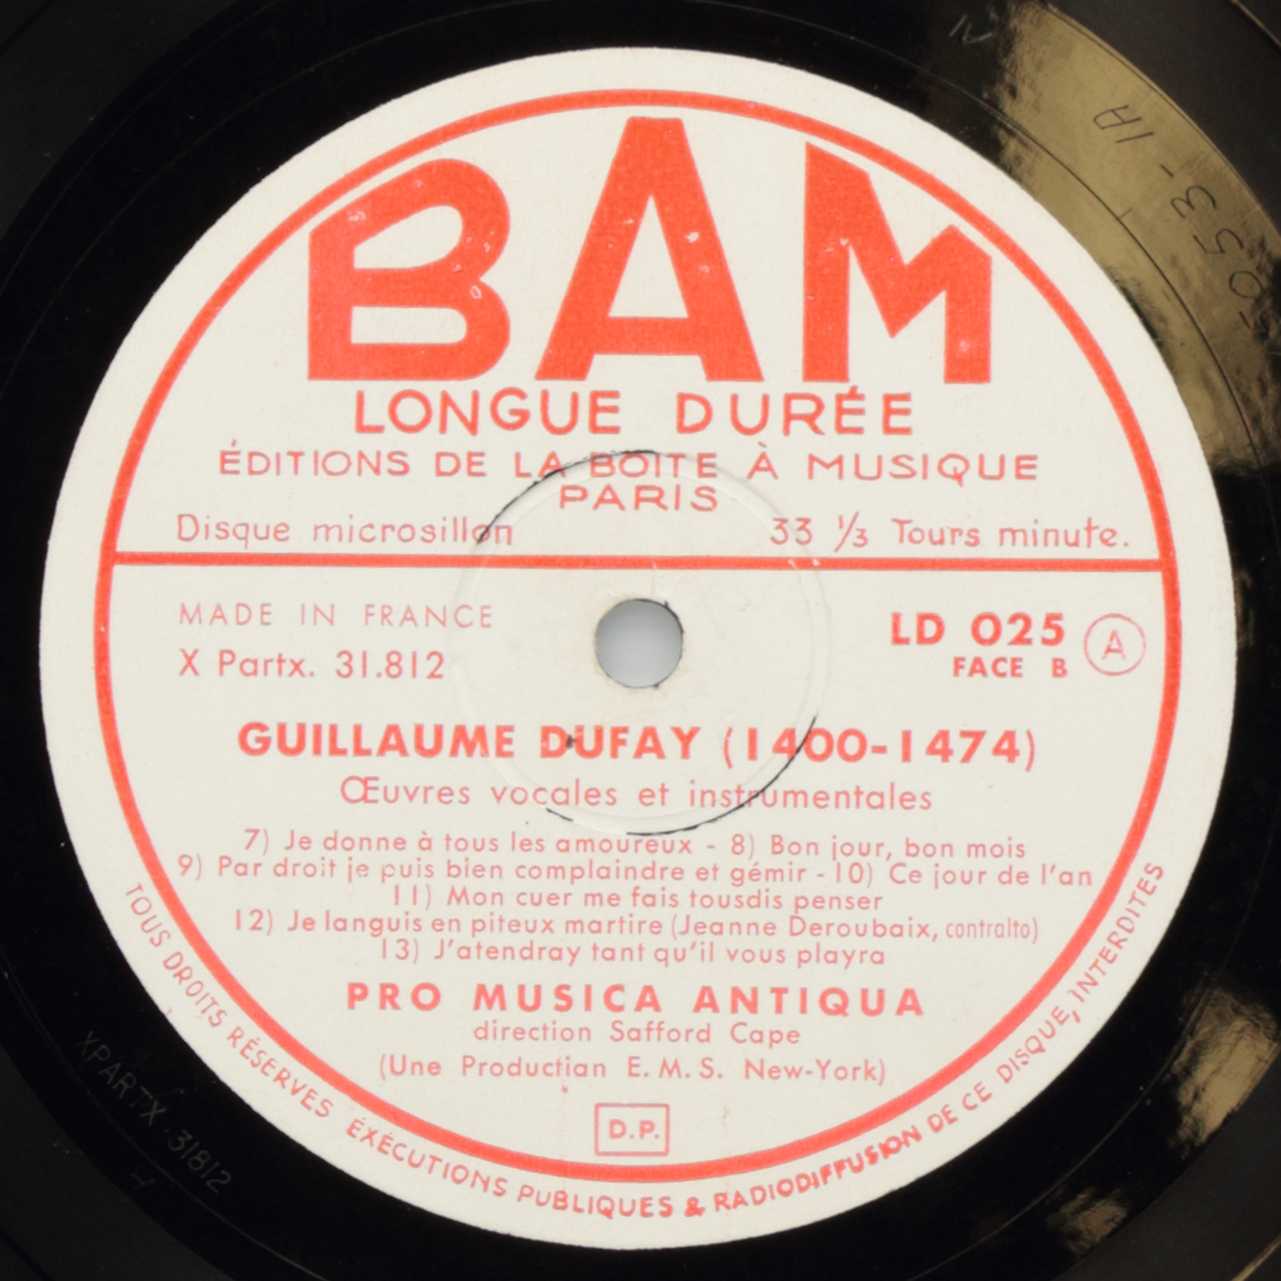 BAM
LONGUE DURÉE
ÉDITIONS DE LA BOITE À MUSIQUE
PARIS
Disque microsillon 33 1/3 Tours minute.
MADE IN FRANCE
X Partx. 31.812
LD 025 A
FACE B
GUILLAUME DUFAY (1400-1474)
Œuvres vocales et instrumentales
7) Je donne à tous les amoureux - 8) Bon jour, bon mois
9) Par droit je puis bien complaindre et gémir - 10) Ce jour de l'an
11) Mon cuer me fais tousdis penser
12) Je languis en piteux martire (Jeanne Deroubaix, contralto)
13) J'atendray tant qu'il vous playra
PRO MUSICA ANTIQUA
direction Safford Cape
(Une Production E.M.S. New-York)
D.P.
TOUS DROITS RÉSERVES EXÉCUTIONS PUBLIQUES & RADIODIFFUSION DE CE DISQUE, INTERDITES
XPARTX 31812